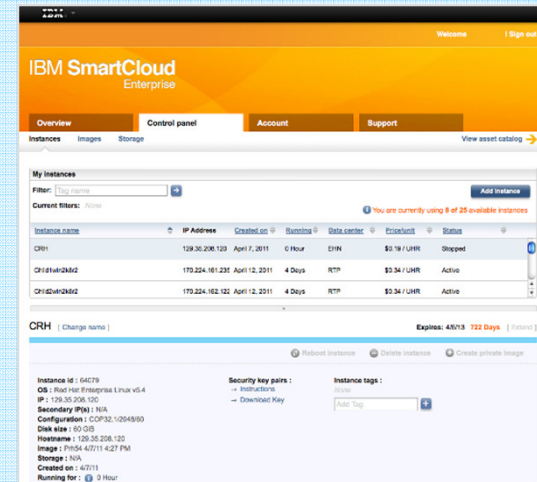 IBM
Welcome | Sign out
IBM SmartCloud
Enterprise
Overview Control panel Account Support
Instances Images Storage View asset catalog
My instances
Filter: Tag name Add instance
Current filters: None
You are currently using 8 of 25 available instances
Instance name IP Address Created on Running Data center Price/unit Status
CRH 129.35.208.120 April 7, 2011 0 Hour EHN $0.19 / UHR Stopped
Child1win2k8r2 170.224.161.235 April 12, 2011 4 Days RTP $0.34 / UHR Active
Child2win2k8r2 170.224.162.122 April 12, 2011 4 Days RTP $0.34 / UHR Active
CRH [ Change name ] Expires: 4/6/13 722 Days [ Extend ]
Reboot instance Delete instance Create private image
Instance id : 64079 Security key pairs : Instance tags :
OS : Red Hat Enterprise Linux v5.4 → Instructions None
IP : 129.35.208.120 → Download Key Add Tag
Secondary IP(s) : N/A
Configuration : COP32.1/2048/60
Disk size : 60 GiB
Hostname : 129.35.208.120
Image : 4/7/11 4:27 PM
Storage : N/A
Created on : 4/7/11
Running for : 0 Hour